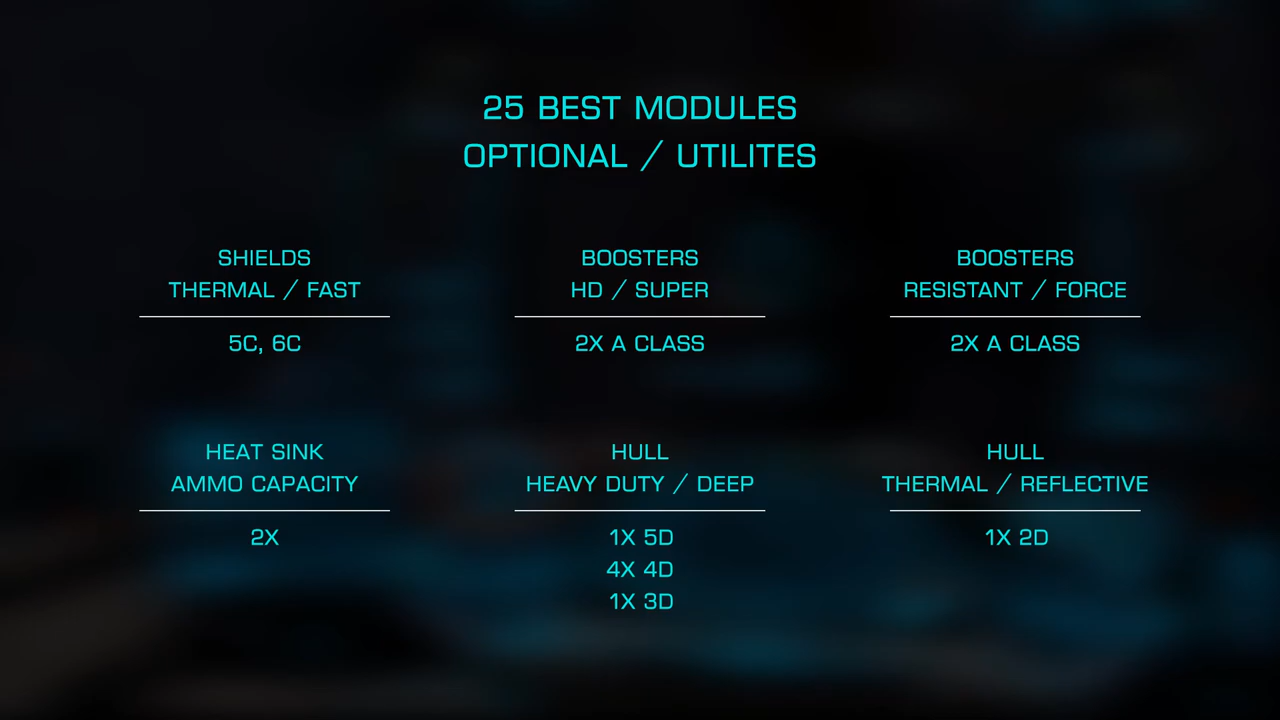 25 BEST MODULES
OPTIONAL / UTILITES
SHIELDS
THERMAL / FAST
5C, 6C
BOOSTERS
HD / SUPER
2X A CLASS
BOOSTERS
RESISTANT / FORCE
2X A CLASS
HEAT SINK
AMMO CAPACITY
2X
HULL
HEAVY DUTY / DEEP
1X 5D
4X 4D
1X 3D
HULL
THERMAL / REFLECTIVE
1X 2D